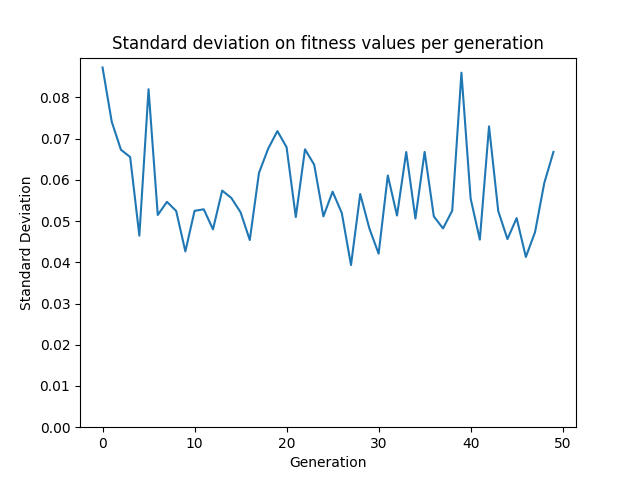 Standard deviation on fitness values per generation
Standard Deviation
0.08
0.07
0.06
0.05
0.04
0.03
0.02
0.01
0.00
0 10 20 30 40 50
Generation